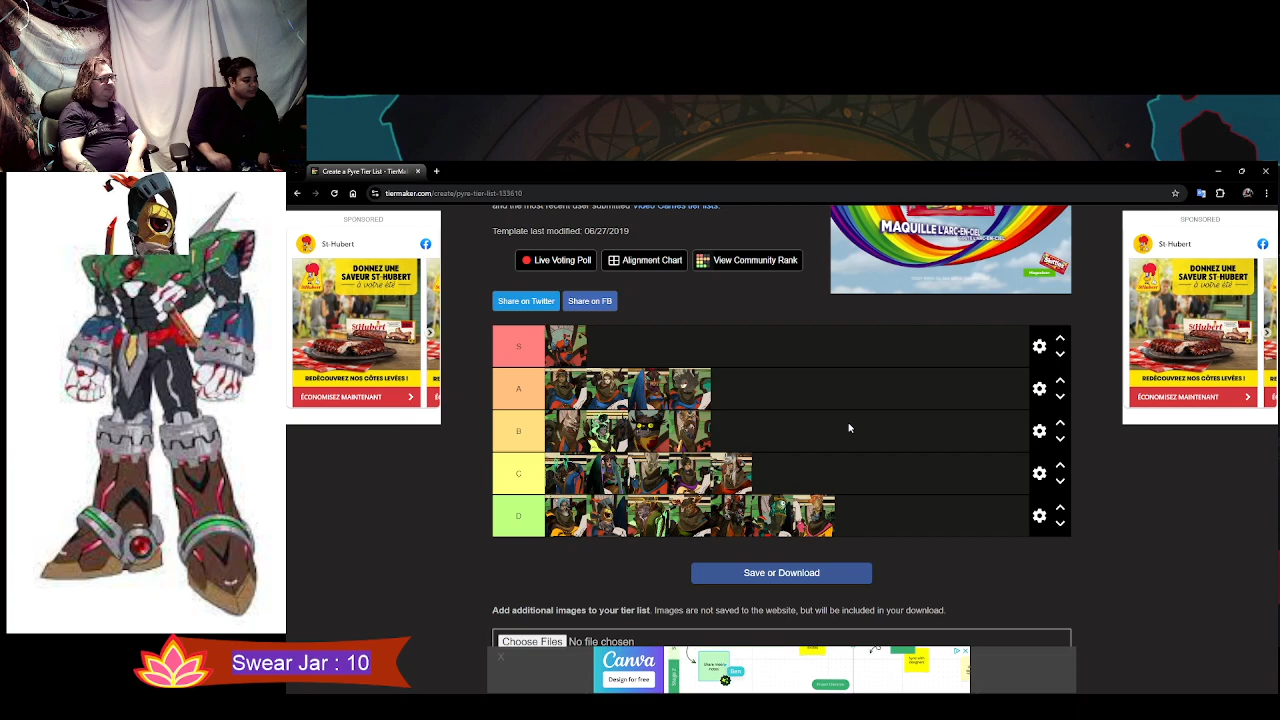 Create a Pyre Tier List - TierMa
tiermaker.com/create/pyre-tier-list-133610
and the most recent user submitted Video Games tier lists.
Template last modified: 06/27/2019
Live Voting Poll
Alignment Chart
View Community Rank
Share on Twitter
Share on FB
MAQUILLE L'ARC-EN-CIEL
SPONSORED
St-Hubert
DONNEZ UNE
SAVEUR ST-HUBERT
à votre été
REDÉCOUVREZ NOS CÔTES LEVÉES !
ÉCONOMISEZ MAINTENANT
SPONSORED
St-Hubert
DONNEZ UNE
SAVEUR ST-HUBERT
à votre été
REDÉCOUVREZ NOS CÔTES LEVÉES !
ÉCONOMISEZ MAINTENANT
S
A
B
C
D
Save or Download
Add additional images to your tier list. Images are not saved to the website, but will be included in your download.
Choose Files No file chosen
X
Canva
Design for free
Swear Jar : 10